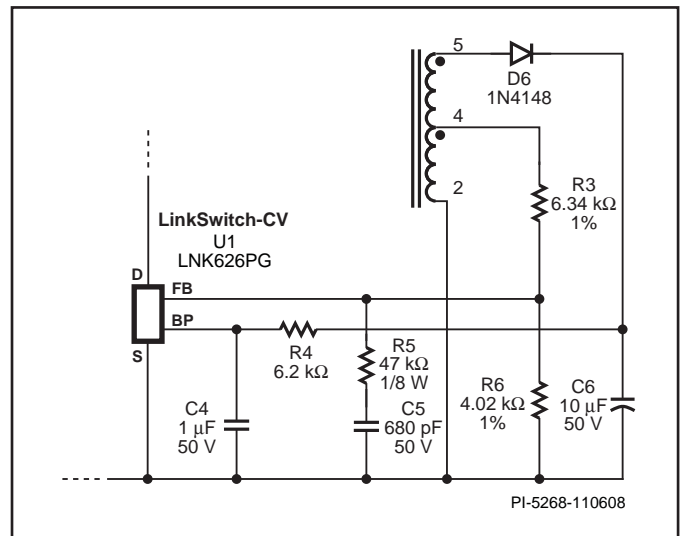 5
D6
1N4148
4
R3
6.34 kΩ
1%
2
LinkSwitch-CV
U1
LNK626PG
D
FB
BP
S
R4
6.2 kΩ
R5
47 kΩ
1/8 W
C4
1 μF
50 V
C5
680 pF
50 V
R6
4.02 kΩ
1%
C6
10 μF
50 V
PI-5268-110608